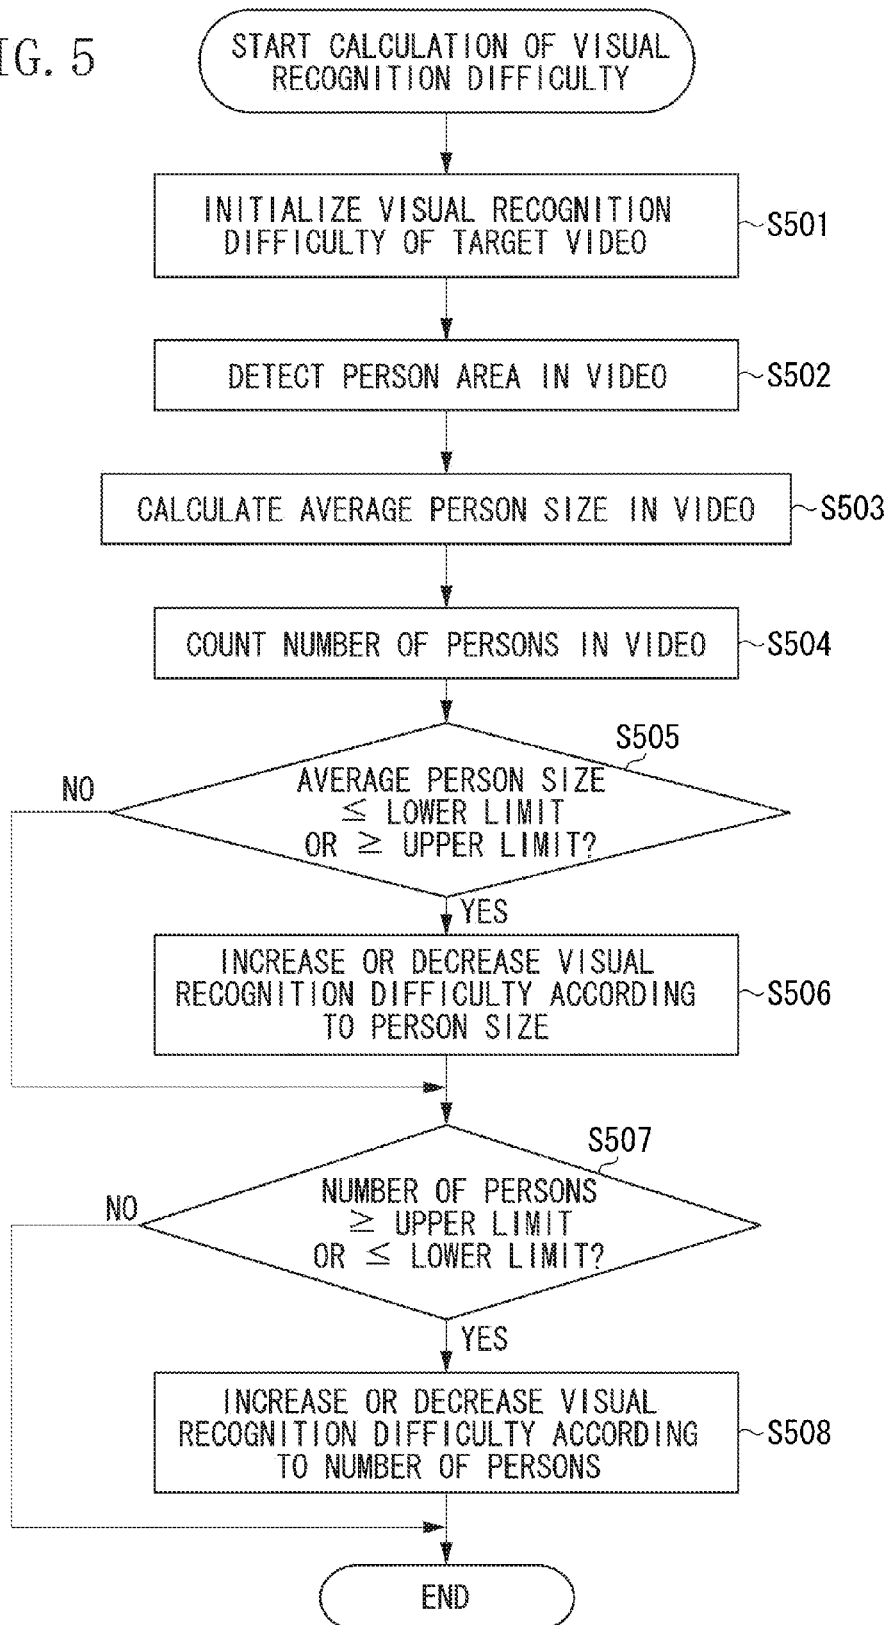 IG. 5
START CALCULATION OF VISUAL
RECOGNITION DIFFICULTY
INITIALIZE VISUAL RECOGNITION
DIFFICULTY OF TARGET VIDEO
S501
DETECT PERSON AREA IN VIDEO
S502
CALCULATE AVERAGE PERSON SIZE IN VIDEO
S503
COUNT NUMBER OF PERSONS IN VIDEO
S504
S505
AVERAGE PERSON SIZE
≦ LOWER LIMIT
OR ≧ UPPER LIMIT?
NO
YES
INCREASE OR DECREASE VISUAL
RECOGNITION DIFFICULTY ACCORDING
TO PERSON SIZE
S506
S507
NUMBER OF PERSONS
≧ UPPER LIMIT
OR ≦ LOWER LIMIT?
NO
YES
INCREASE OR DECREASE VISUAL
RECOGNITION DIFFICULTY ACCORDING
TO NUMBER OF PERSONS
S508
END